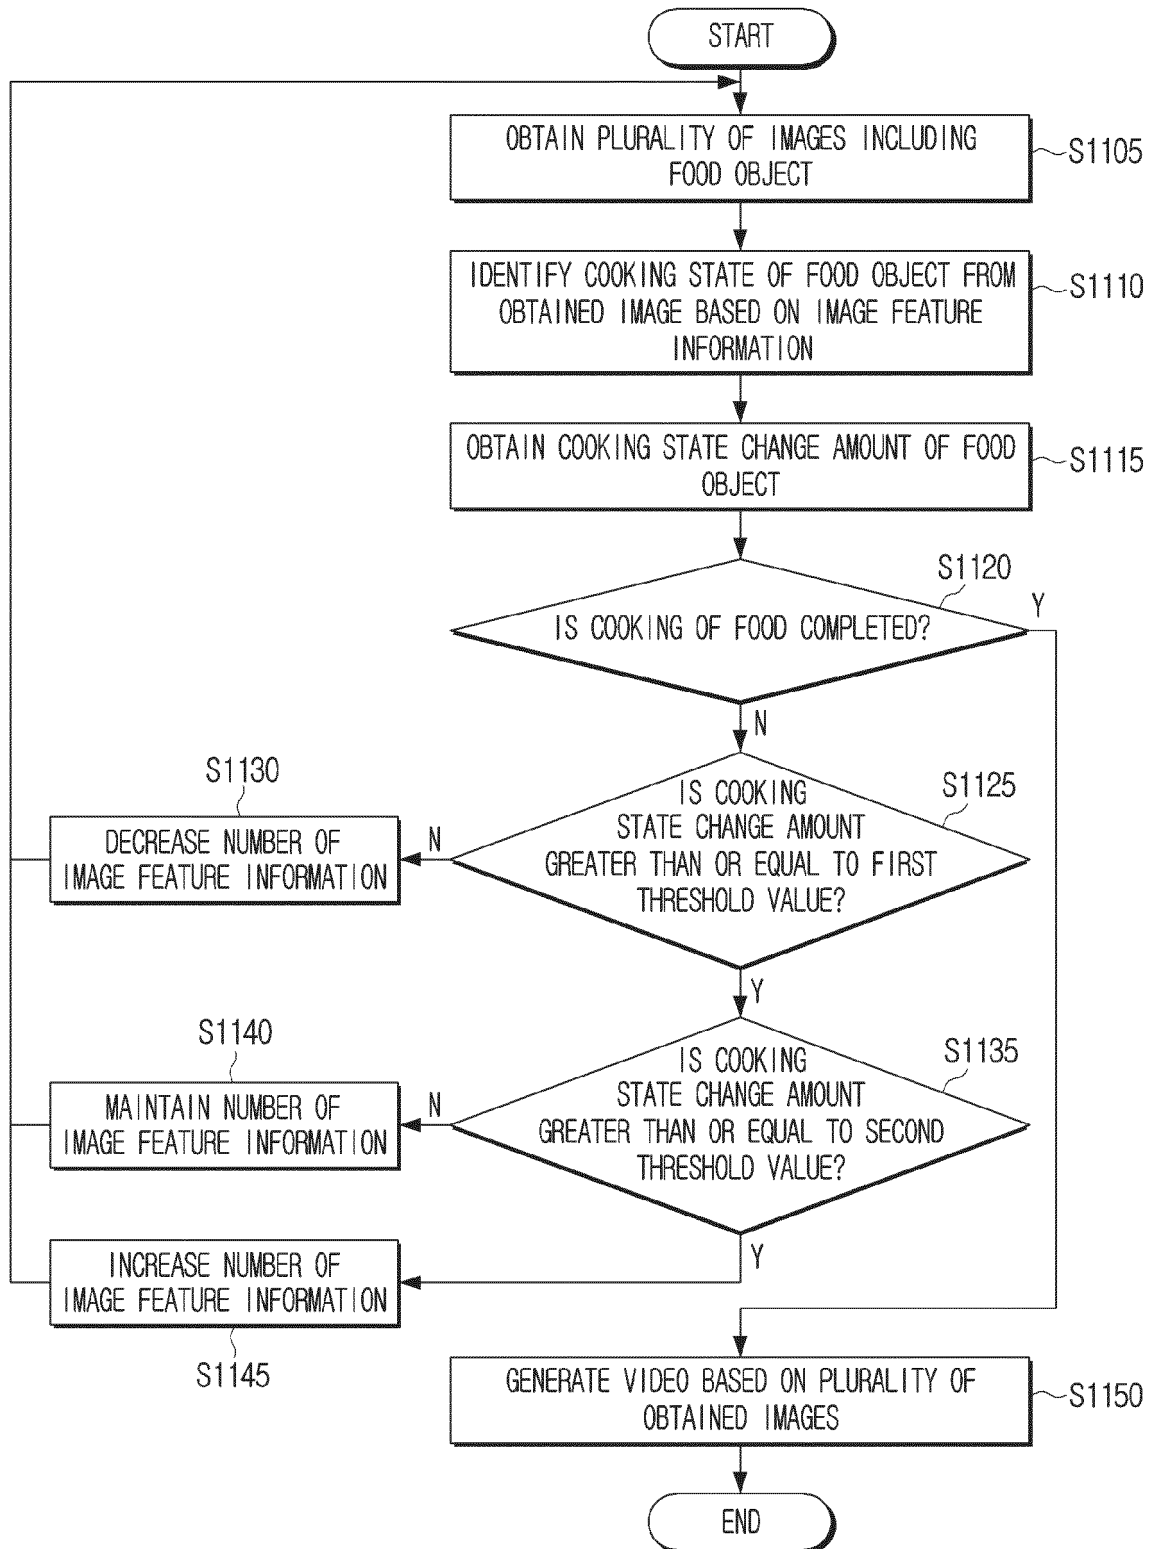 START
OBTAIN PLURALITY OF IMAGES INCLUDING
FOOD OBJECT
S1105
IDENTIFY COOKING STATE OF FOOD OBJECT FROM
OBTAINED IMAGE BASED ON IMAGE FEATURE
INFORMATION
S1110
OBTAIN COOKING STATE CHANGE AMOUNT OF FOOD
OBJECT
S1115
S1120
IS COOKING OF FOOD COMPLETED?
Y
N
S1125
IS COOKING
STATE CHANGE AMOUNT
GREATER THAN OR EQUAL TO FIRST
THRESHOLD VALUE?
N
S1130
DECREASE NUMBER OF
IMAGE FEATURE INFORMATION
Y
S1135
IS COOKING
STATE CHANGE AMOUNT
GREATER THAN OR EQUAL TO SECOND
THRESHOLD VALUE?
N
S1140
MAINTAIN NUMBER OF
IMAGE FEATURE INFORMATION
Y
INCREASE NUMBER OF
IMAGE FEATURE INFORMATION
S1145
GENERATE VIDEO BASED ON PLURALITY OF
OBTAINED IMAGES
S1150
END